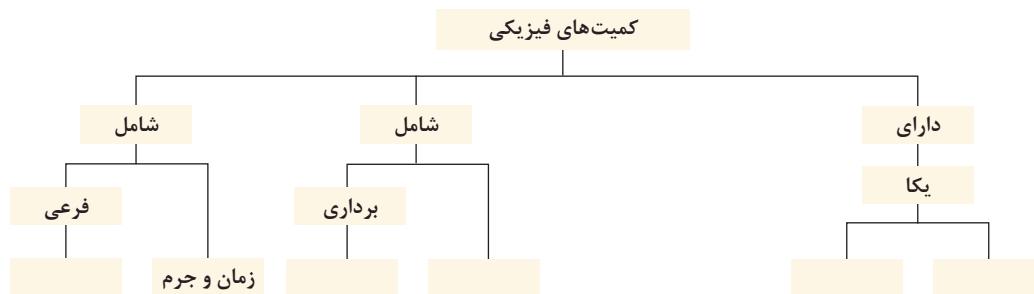 کمیت‌های فیزیکی
دارای
شامل
شامل
یکا
برداری
فرعی
زمان و جرم